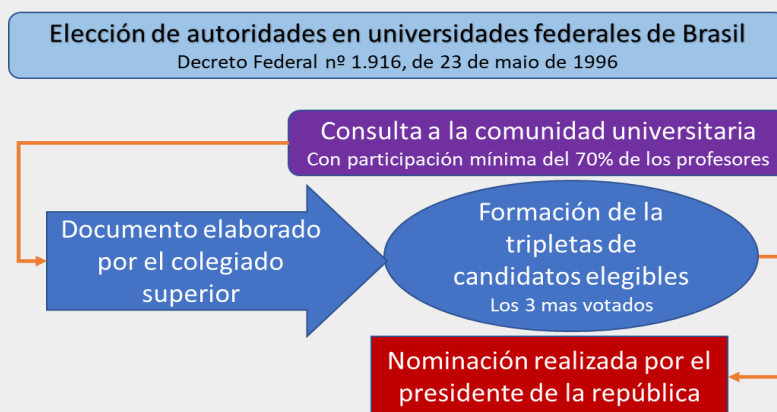 Elección de autoridades en universidades federales de Brasil
Decreto Federal nº 1.916, de 23 de maio de 1996
Consulta a la comunidad universitaria
Con participación mínima del 70% de los profesores
Documento elaborado
por el colegiado
superior
Formación de la
tripletas de
candidatos elegibles
Los 3 mas votados
Nominación realizada por el
presidente de la república